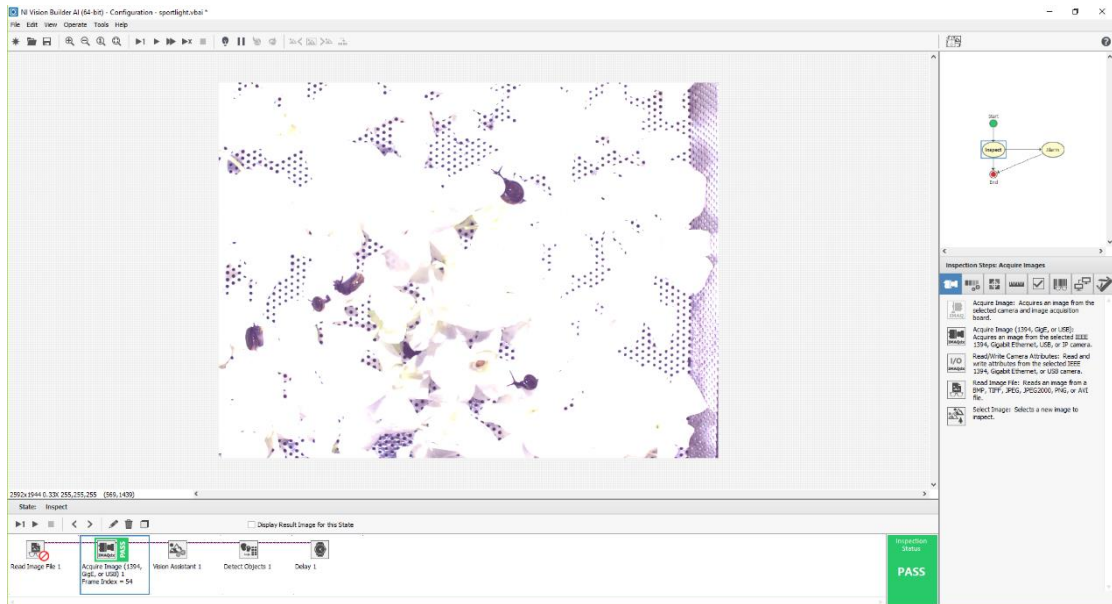 NI Vision Builder AI (64-bit) - Configuration - sportlight.vbai *
File Edit View Operate Tools Help
Start
Inspect
Alarm
End
Inspection Steps: Acquire Images
Acquire Image: Acquires an image from the
selected camera and image acquisition
board.
Acquire Image (1394, GigE, or USB):
Acquires an image from the selected IEEE
1394, Gigabit Ethernet, USB, or IP camera.
Read/Write Camera Attributes: Read and
write attributes from the selected IEEE
1394, Gigabit Ethernet, or USB camera.
I/O
Read Image File: Reads an image from a
BMP, TIFF, JPEG, JPEG2000, PNG, or AVI
file.
Select Image: Selects a new image to
inspect.
2592x1944 0.33X 255,255,255 (569,1439)
State: Inspect
Display Result Image for this State
Read Image File 1
PASS
Acquire Image (1394,
GigE, or USB) 1
Frame Index = 54
Vision Assistant 1
Detect Objects 1
Delay 1
Inspection
Status
PASS